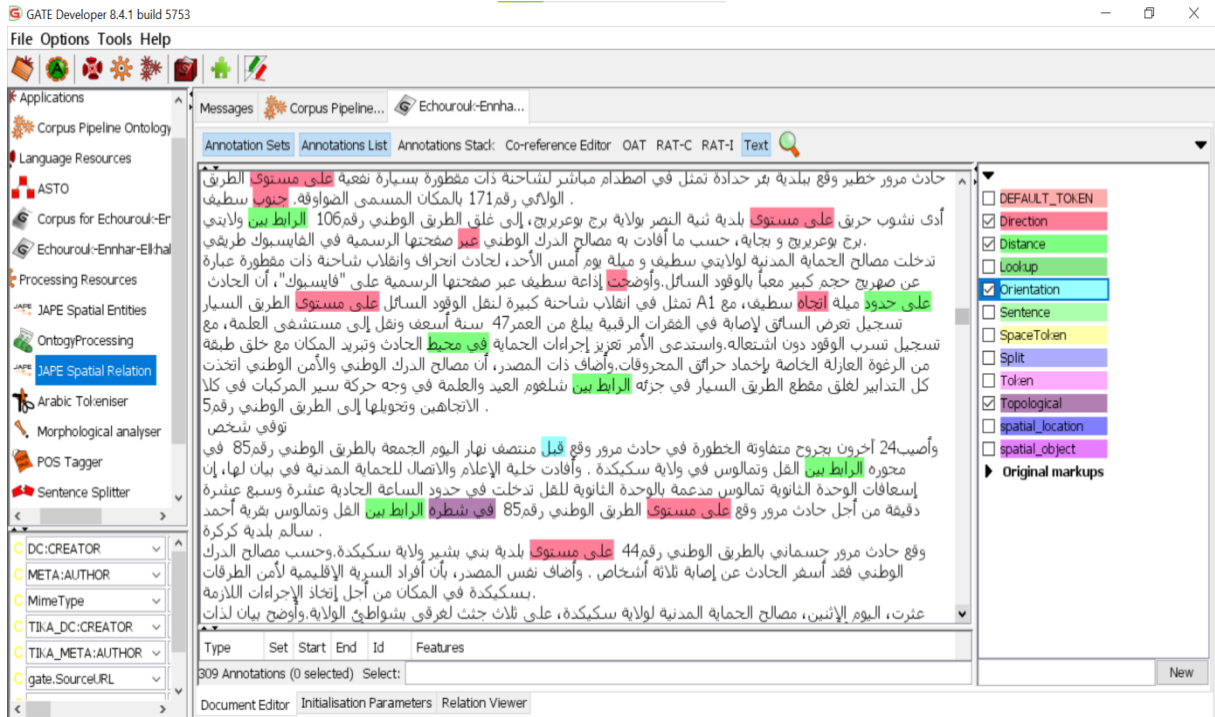 GATE Developer 8.4.1 build 5753
File Options Tools Help
Applications
Corpus Pipeline Ontology
Language Resources
ASTO
Corpus for Echourouk-Er
Echourouk-Ennhar-Elkhal
Processing Resources
JAPE Spatial Entities
OntogyProcessing
JAPE Spatial Relation
Arabic Tokeniser
Morphological analyser
POS Tagger
Sentence Splitter
DC:CREATOR
META:AUTHOR
MimeType
TIKA_DC:CREATOR
TIKA_META:AUTHOR
gate.SourceURL
Messages Corpus Pipeline... Echourouk-Ennha...
Annotation Sets Annotations List Annotations Stack Co-reference Editor OAT RAT-C RAT-I Text
حادث مرور خطير وقع ببلدية بئر حدادة تمثل في اصطدام مباشر لشاحنة ذات مقطورة بسيارة نفعية على مستوى الطريق
الولائي رقم171 بالمكان المسمى الضواوقة. جنوب سطيف .
أدى نشوب حريق على مستوى بلدية ثنية النصر بولاية برج بوعريريج، إلى غلق الطريق الوطني رقم106 الرابط بين ولايتي
برج بوعريريج و بجاية، حسب ما أفادت به مصالح الدرك الوطني عبر صفحتها الرسمية في الفايسبوك طريقي.
تدخلت مصالح الحماية المدنية لولايتي سطيف و ميلة يوم أمس الأحد، لحادث انحراف وانقلاب شاحنة ذات مقطورة عبارة
عن صهريج حجم كبير معبأ بالوقود السائل.وأوضحت إذاعة سطيف عبر صفحتها الرسمية على "فايسبوك"، أن الحادث
على حدود ميلة اتجاه سطيف، مع A1 تمثل في انقلاب شاحنة كبيرة لنقل الوقود السائل على مستوى الطريق السيار
تسجيل تعرض السائق لإصابة في الفقرات الرقبية يبلغ من العمر47 سنة أسعف ونقل إلى مستشفى العلمة، مع
تسجيل تسرب الوقود دون اشتعاله.واستدعى الأمر تعزيز إجراءات الحماية في محيط الحادث وتبريد المكان مع خلق طبقة
من الرغوة العازلة الخاصة بإخماد حرائق المحروقات.وأضاف ذات المصدر، أن مصالح الدرك الوطني والأمن الوطني اتخذت
كل التدابير لغلق مقطع الطريق السيار في جزئه الرابط بين شلغوم العيد والعلمة في وجه حركة سير المركبات في كلا
الاتجاهين وتحويلها إلى الطريق الوطني رقم5 .
توفي شخص
وأصيب24 آخرون بجروح متفاوتة الخطورة في حادث مرور وقع قبل منتصف نهار اليوم الجمعة بالطريق الوطني رقم85 في
محوره الرابط بين القل وتمالوس في ولاية سكيكدة . وأفادت خلية الإعلام والاتصال للحماية المدنية في بيان لها، إن
إسعافات الوحدة الثانوية تمالوس مدعمة بالوحدة الثانوية للقل تدخلت في حدود الساعة الحادية عشرة وسبع عشرة
دقيقة من أجل حادث مرور وقع على مستوى الطريق الوطني رقم85 في شطره الرابط بين القل وتمالوس بقرية أحمد
سالم بلدية كركرة .
وقع حادث مرور جسماني بالطريق الوطني رقم44 على مستوى بلدية بني بشير ولاية سكيكدة.وحسب مصالح الدرك
الوطني فقد أسفر الحادث عن إصابة ثلاثة أشخاص . وأضاف نفس المصدر، بأن أفراد السرية الإقليمية لأمن الطرقات
بسكيكدة في المكان من أجل إتخاذ الإجراءات اللازمة.
عثرت، اليوم الإثنين، مصالح الحماية المدنية لولاية سكيكدة، على ثلاث جثث لغرقى بشواطئ الولاية.وأوضح بيان لذات
Type Set Start End Id Features
309 Annotations (0 selected) Select:
New
Document Editor Initialisation Parameters Relation Viewer
DEFAULT_TOKEN
Direction
Distance
Lookup
Orientation
Sentence
SpaceToken
Split
Token
Topological
spatial_location
spatial_object
Original markups